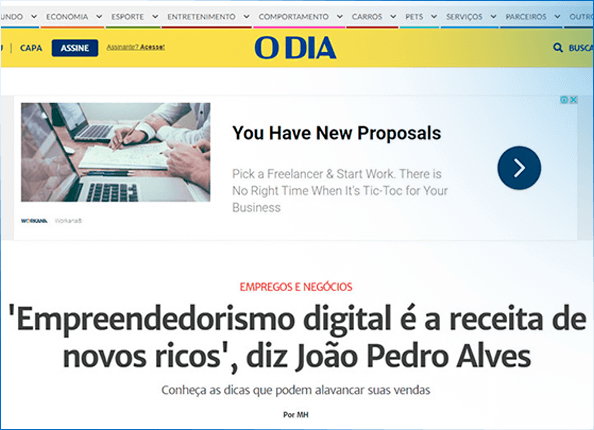 UNDO ECONOMIA ESPORTE ENTRETENIMENTO COMPORTAMENTO CARROS PETS SERVIÇOS PARCEIROS OUTRO
CAPA ASSINE Assinante? Acesse! O DIA BUSCA
You Have New Proposals
Pick a Freelancer & Start Work. There is
No Right Time When It's Tic-Toc for Your
Business
WORKANA Workana®
EMPREGOS E NEGÓCIOS
'Empreendedorismo digital é a receita de
novos ricos', diz João Pedro Alves
Conheça as dicas que podem alavancar suas vendas
Por MH